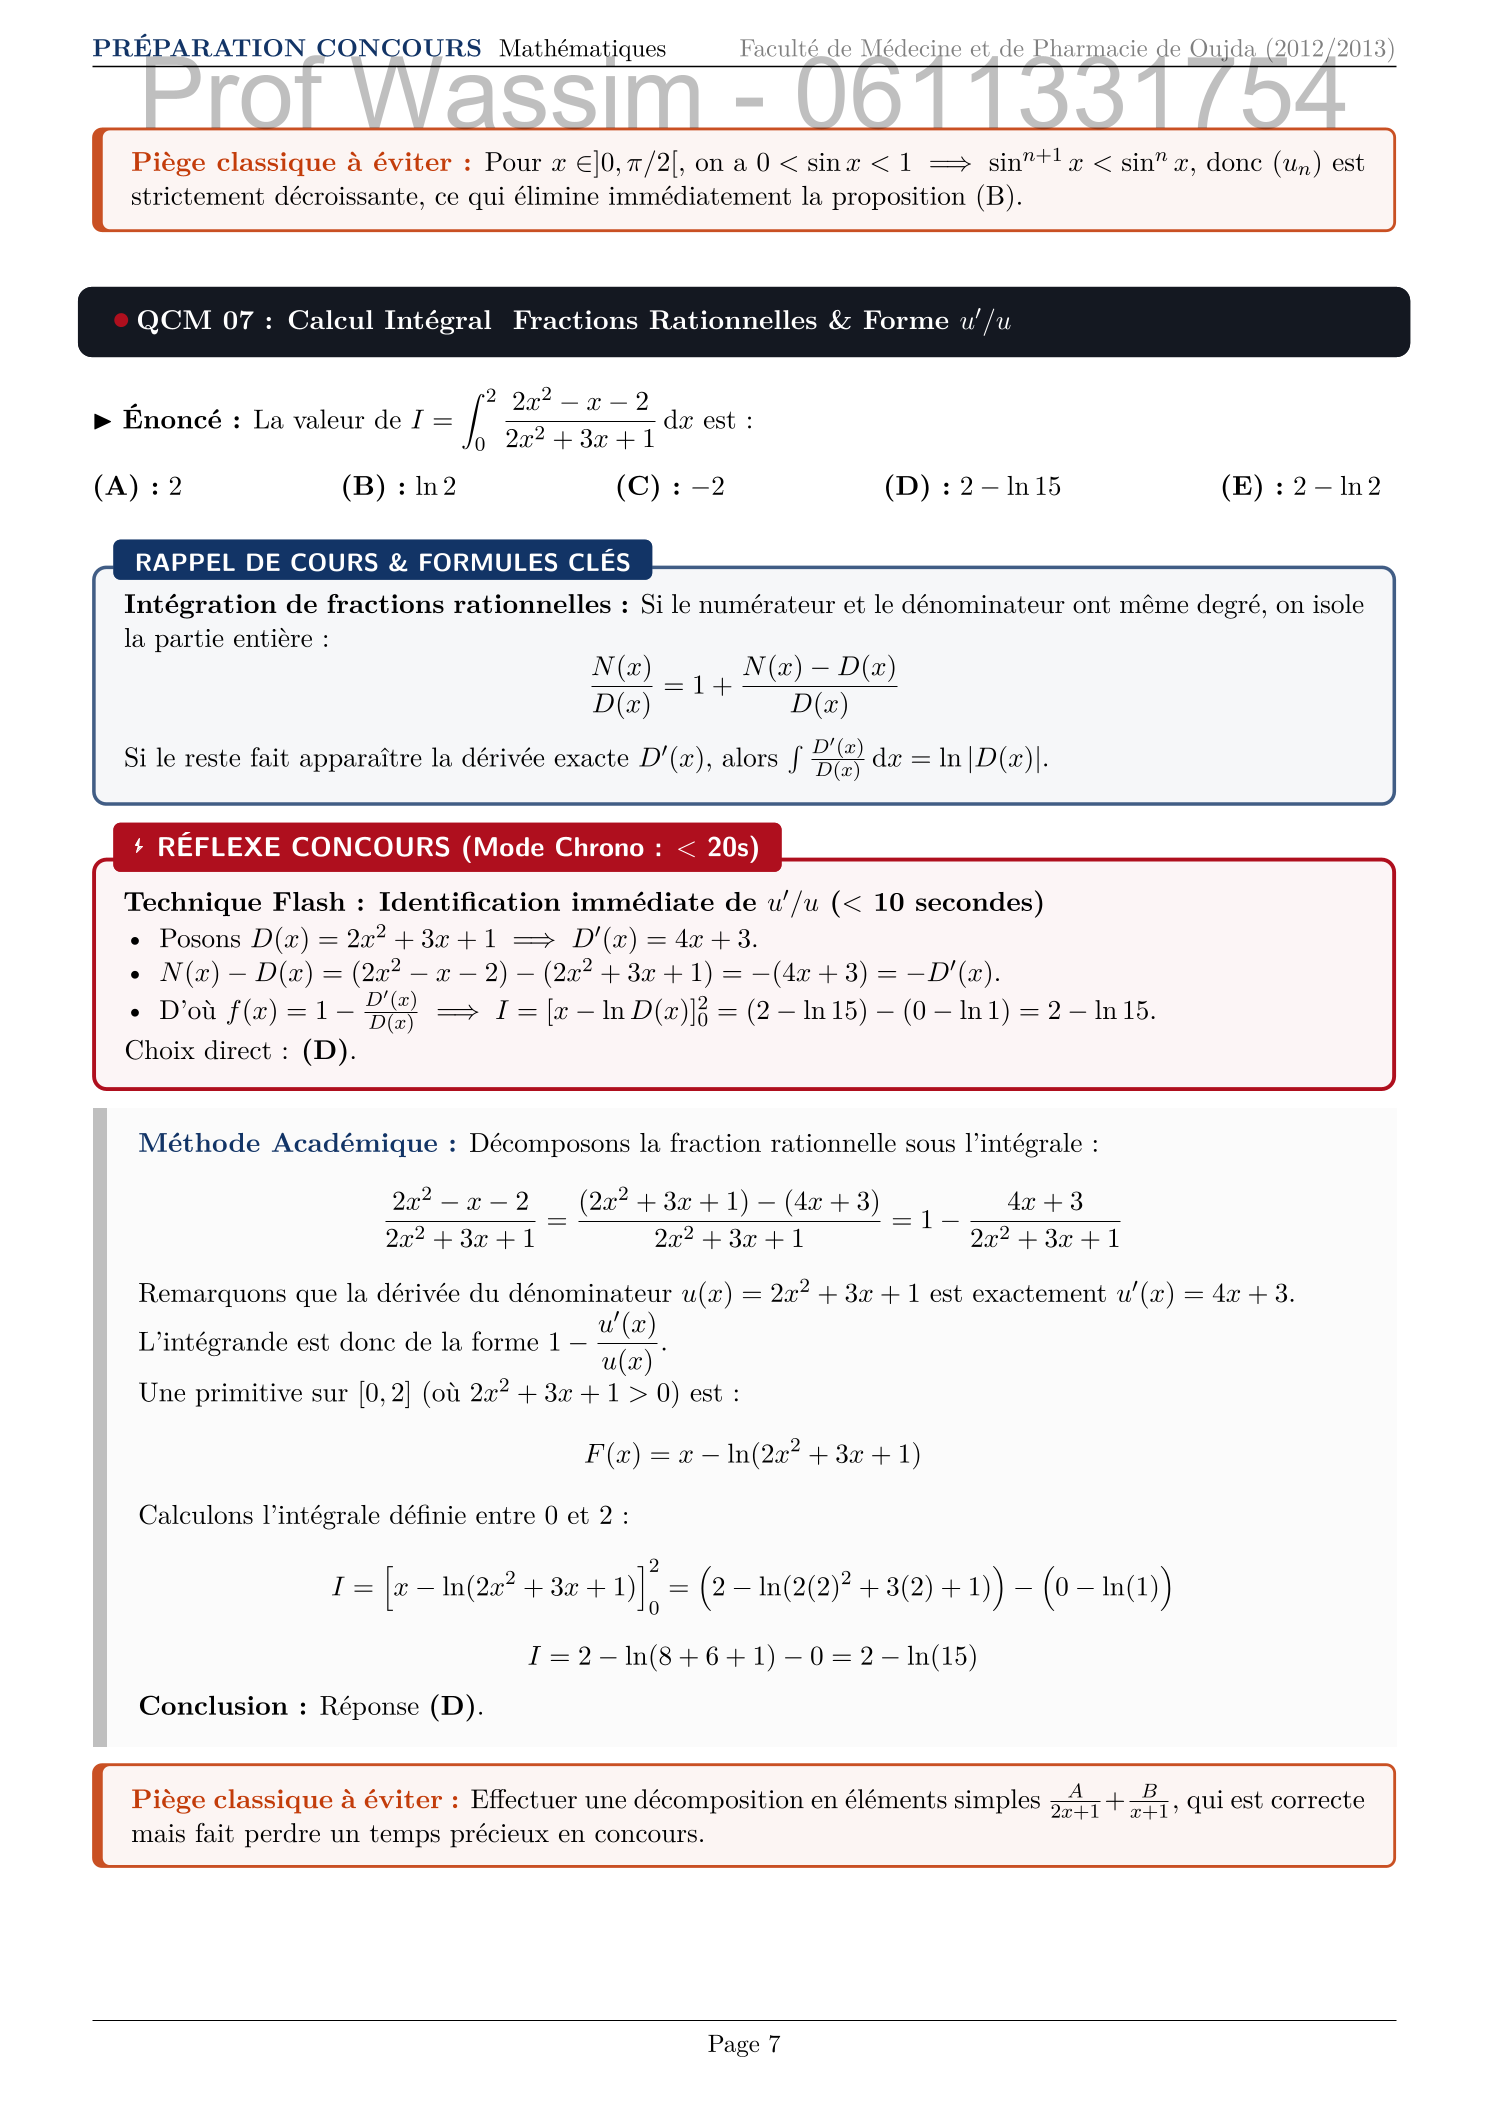 PRÉPARATION CONCOURS Mathématiques Faculté de Médecine et de Pharmacie de Oujda (2012/2013)
Prof Wassim - 0611331754
Piège classique à éviter : Pour x ∈]0, π/2[, on a 0 < sin x < 1 ⟹ sin^{n+1} x < sin^n x, donc (u_n) est
strictement décroissante, ce qui élimine immédiatement la proposition (B).
● QCM 07 : Calcul Intégral Fractions Rationnelles & Forme u′/u
▶ Énoncé : La valeur de I = ∫_0^2 (2x² − x − 2)/(2x² + 3x + 1) dx est :
(A) : 2 (B) : ln 2 (C) : −2 (D) : 2 − ln 15 (E) : 2 − ln 2
RAPPEL DE COURS & FORMULES CLÉS
Intégration de fractions rationnelles : Si le numérateur et le dénominateur ont même degré, on isole
la partie entière :
N(x)/D(x) = 1 + (N(x) − D(x))/D(x)
Si le reste fait apparaître la dérivée exacte D′(x), alors ∫ D′(x)/D(x) dx = ln |D(x)|.
RÉFLEXE CONCOURS (Mode Chrono : < 20s)
Technique Flash : Identification immédiate de u′/u (< 10 secondes)
• Posons D(x) = 2x² + 3x + 1 ⟹ D′(x) = 4x + 3.
• N(x) − D(x) = (2x² − x − 2) − (2x² + 3x + 1) = −(4x + 3) = −D′(x).
• D'où f(x) = 1 − D′(x)/D(x) ⟹ I = [x − ln D(x)]_0^2 = (2 − ln 15) − (0 − ln 1) = 2 − ln 15.
Choix direct : (D).
Méthode Académique : Décomposons la fraction rationnelle sous l'intégrale :
(2x² − x − 2)/(2x² + 3x + 1) = ((2x² + 3x + 1) − (4x + 3))/(2x² + 3x + 1) = 1 − (4x + 3)/(2x² + 3x + 1)
Remarquons que la dérivée du dénominateur u(x) = 2x² + 3x + 1 est exactement u′(x) = 4x + 3.
L'intégrande est donc de la forme 1 − u′(x)/u(x).
Une primitive sur [0, 2] (où 2x² + 3x + 1 > 0) est :
F(x) = x − ln(2x² + 3x + 1)
Calculons l'intégrale définie entre 0 et 2 :
I = [x − ln(2x² + 3x + 1)]_0^2 = (2 − ln(2(2)² + 3(2) + 1)) − (0 − ln(1))
I = 2 − ln(8 + 6 + 1) − 0 = 2 − ln(15)
Conclusion : Réponse (D).
Piège classique à éviter : Effectuer une décomposition en éléments simples A/(2x+1) + B/(x+1), qui est correcte
mais fait perdre un temps précieux en concours.
Page 7